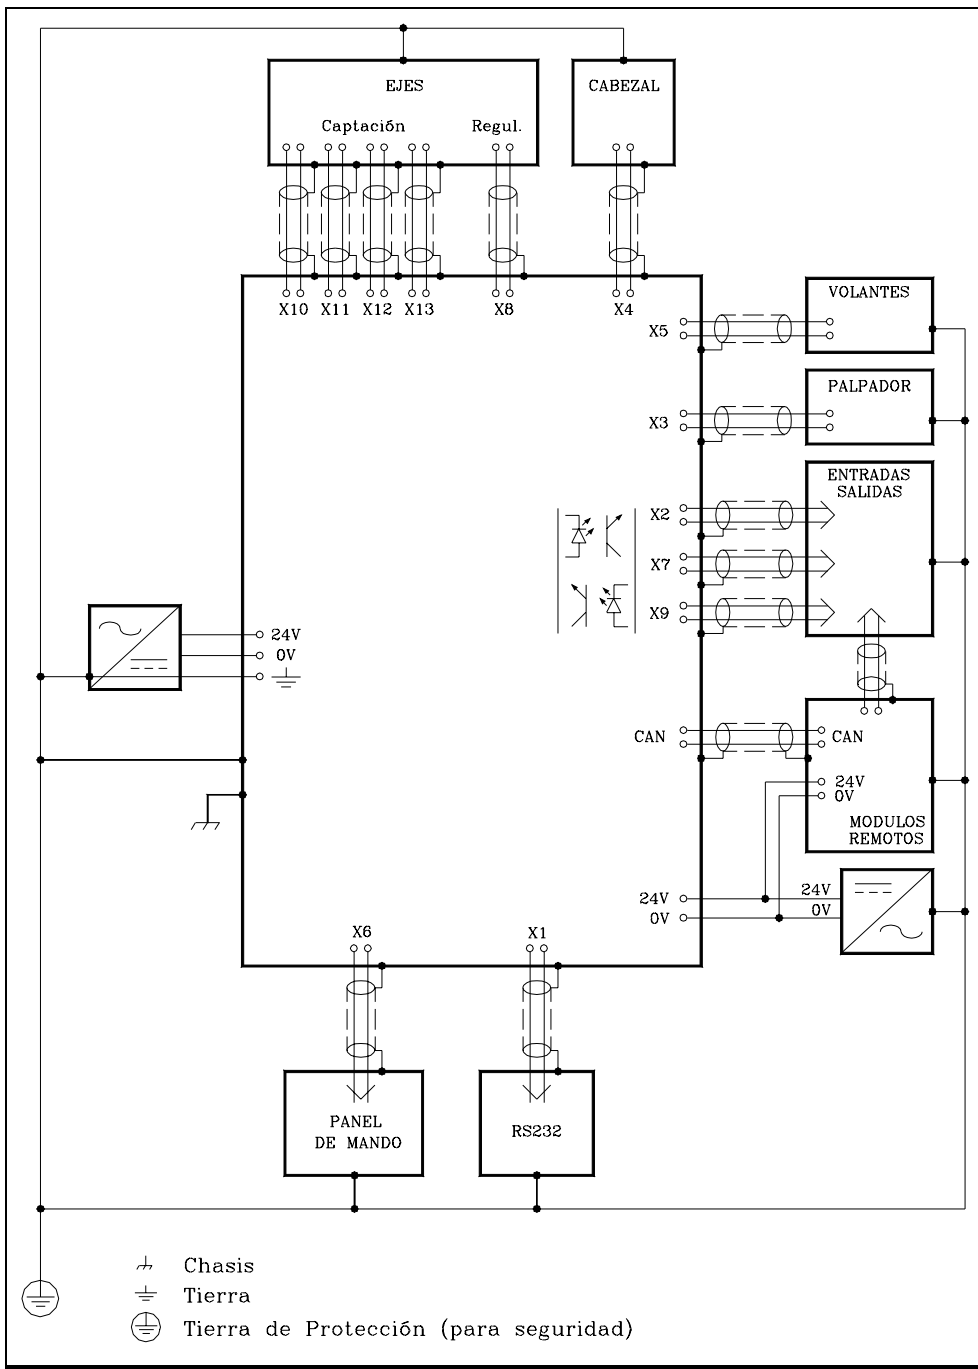 EJES
CABEZAL
Captación
Regul.
X10
X11
X12
X13
X8
X4
VOLANTES
X5
PALPADOR
X3
ENTRADAS
SALIDAS
X2
X7
X9
24V
0V
CAN
CAN
24V
0V
MODULOS
REMOTOS
24V
24V
0V
0V
X6
X1
PANEL
DE MANDO
RS232
Chasis
Tierra
Tierra de Protección (para seguridad)